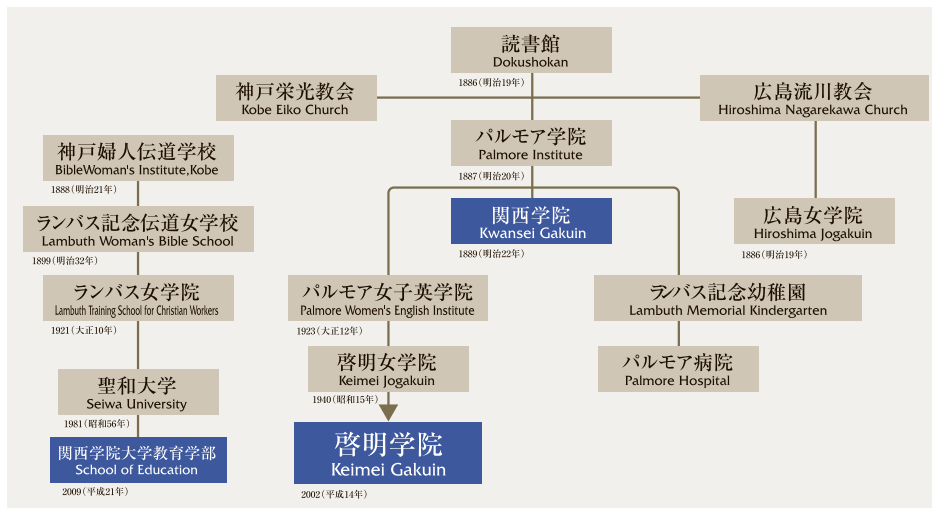 読書館
Dokushokan
1886(明治19年)
神戸栄光教会
Kobe Eiko Church
広島流川教会
Hiroshima Nagarekawa Church
パルモア学院
Palmore Institute
1887(明治20年)
神戸婦人伝道学校
BibleWoman's Institute,Kobe
1888(明治21年)
ランバス記念伝道女学校
Lambuth Woman's Bible School
1899(明治32年)
関西学院
Kwansei Gakuin
1889(明治22年)
広島女学院
Hiroshima Jogakuin
1886(明治19年)
ランバス女学院
Lambuth Training School for Christian Workers
1921(大正10年)
パルモア女子英学院
Palmore Women's English Institute
1923(大正12年)
ランバス記念幼稚園
Lambuth Memorial Kindergarten
啓明女学院
Keimei Jogakuin
1940(昭和15年)
パルモア病院
Palmore Hospital
聖和大学
Seiwa University
1981(昭和56年)
関西学院大学教育学部
School of Education
2009(平成21年)
啓明学院
Keimei Gakuin
2002(平成14年)